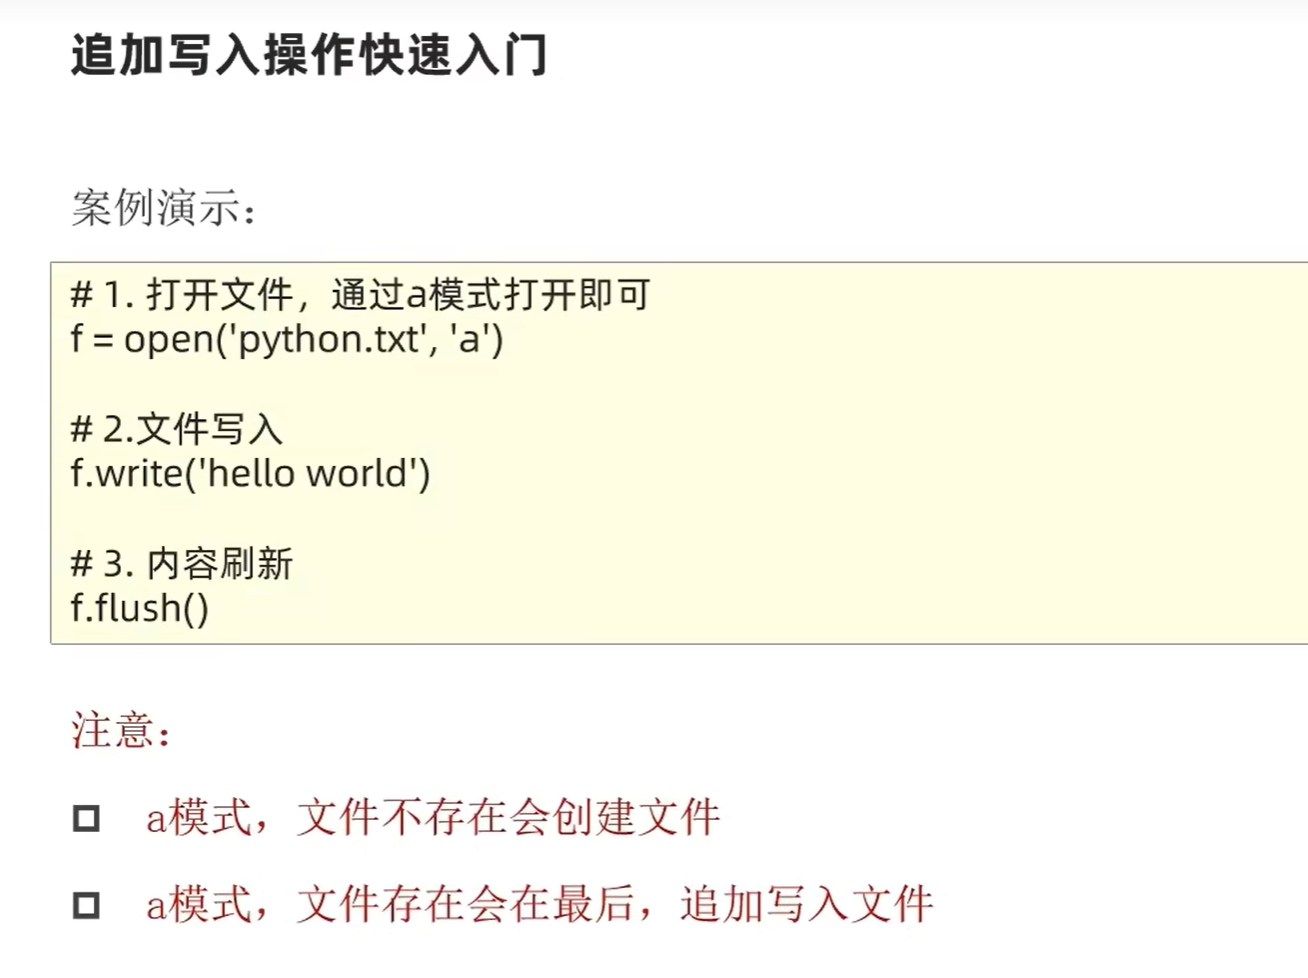 追加写入操作快速入门
案例演示：
# 1. 打开文件，通过a模式打开即可
f = open('python.txt', 'a')
# 2.文件写入
f.write('hello world')
# 3. 内容刷新
f.flush()
注意：
a模式，文件不存在会创建文件
a模式，文件存在会在最后，追加写入文件